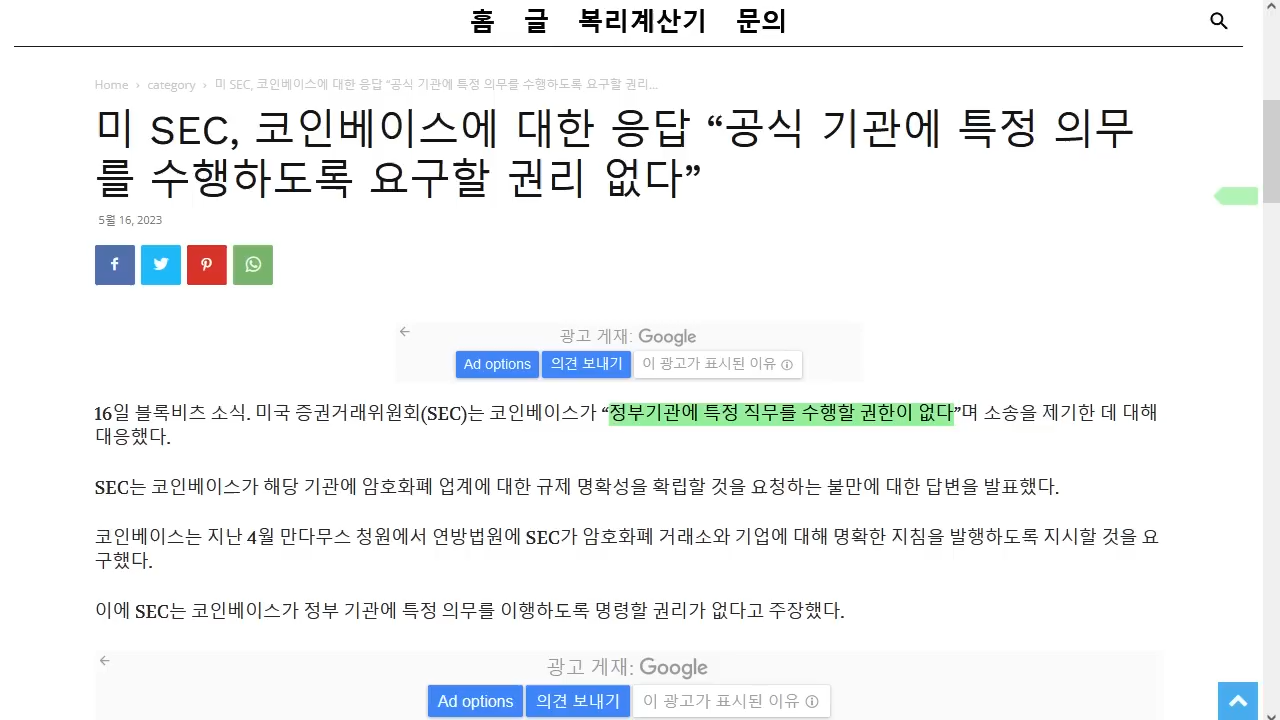 홈 글 복리계산기 문의
Home › category › 미 SEC, 코인베이스에 대한 응답 “공식 기관에 특정 의무를 수행하도록 요구할 권리...
미 SEC, 코인베이스에 대한 응답 “공식 기관에 특정 의무
를 수행하도록 요구할 권리 없다”
5월 16, 2023
광고 게재: Google
Ad options 의견 보내기 이 광고가 표시된 이유
16일 블록비츠 소식. 미국 증권거래위원회(SEC)는 코인베이스가 “정부기관에 특정 직무를 수행할 권한이 없다”며 소송을 제기한 데 대해
대응했다.
SEC는 코인베이스가 해당 기관에 암호화폐 업계에 대한 규제 명확성을 확립할 것을 요청하는 불만에 대한 답변을 발표했다.
코인베이스는 지난 4월 만다무스 청원에서 연방법원에 SEC가 암호화폐 거래소와 기업에 대해 명확한 지침을 발행하도록 지시할 것을 요
구했다.
이에 SEC는 코인베이스가 정부 기관에 특정 의무를 이행하도록 명령할 권리가 없다고 주장했다.
광고 게재: Google
Ad options 의견 보내기 이 광고가 표시된 이유